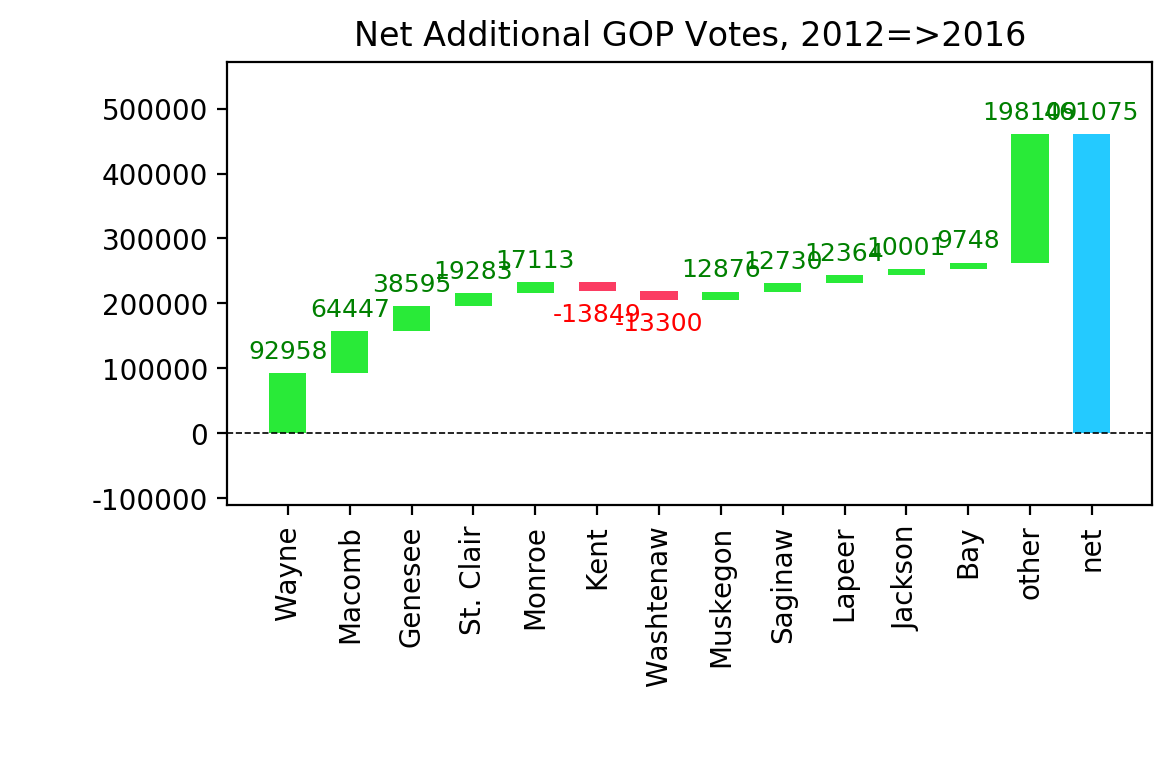 Net Additional GOP Votes, 2012=>2016
500000
400000
300000
200000
100000
0
-100000
92958
64447
38595
19283
17113
-13849
-13300
12876
12730
12364
10001
9748
198109
461075
Wayne
Macomb
Genesee
St. Clair
Monroe
Kent
Washtenaw
Muskegon
Saginaw
Lapeer
Jackson
Bay
other
net